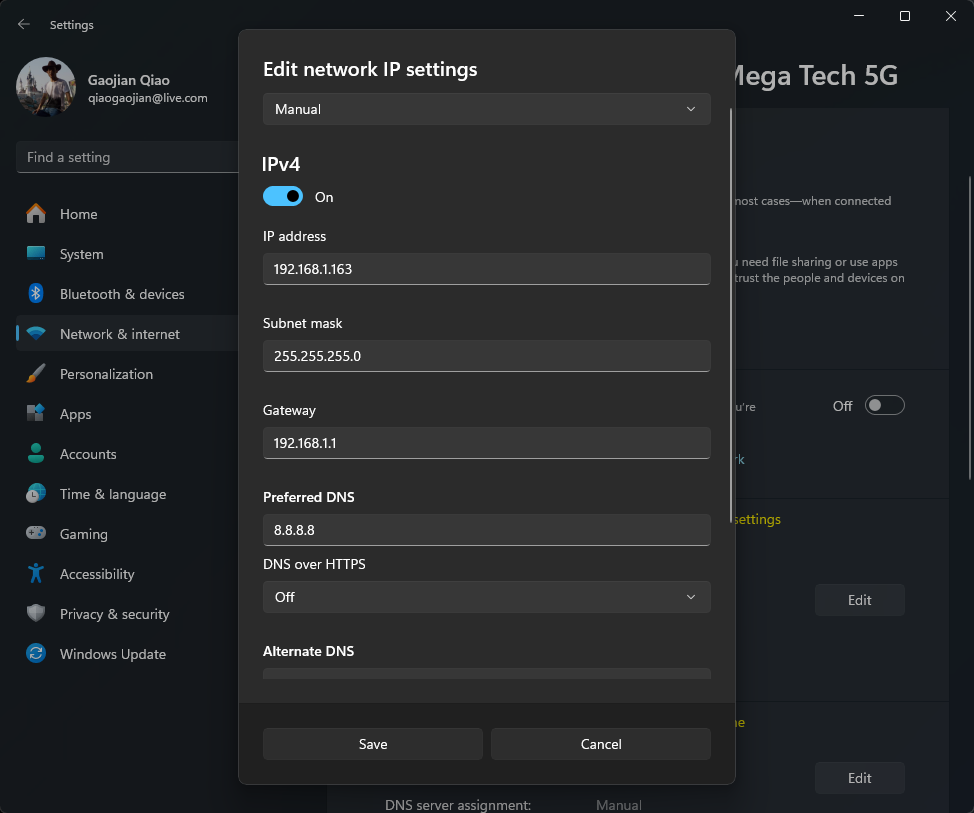 Settings
Gaojian Qiao
qiaogaojian@live.com
Find a setting
Home
System
Bluetooth & devices
Network & internet
Personalization
Apps
Accounts
Time & language
Gaming
Accessibility
Privacy & security
Windows Update
Edit network IP settings
Manual
IPv4
On
IP address
192.168.1.163
Subnet mask
255.255.255.0
Gateway
192.168.1.1
Preferred DNS
8.8.8.8
DNS over HTTPS
Off
Alternate DNS
Save
Cancel
Mega Tech 5G
most cases—when connected
need file sharing or use apps
trust the people and devices on
Off
settings
Edit
Edit
DNS server assignment:
Manual